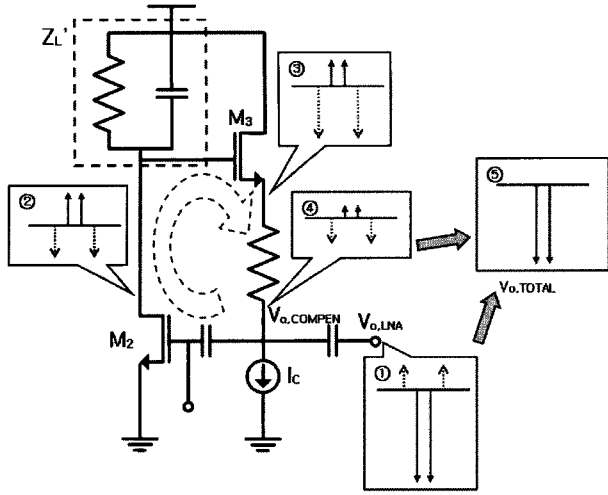 ZL'
③
M3
⑤
②
④
Vo,TOTAL
Vo,COMPEN
Vo,LNA
M2
IC
①